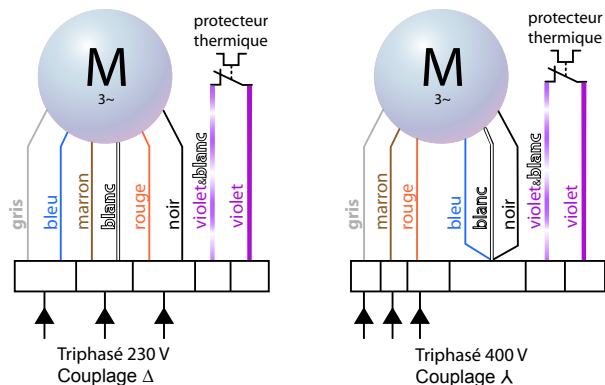 protecteur
thermique
M
3~
gris
bleu
marron
blanc
rouge
noir
violet&blanc
violet
Triphasé 230 V
Couplage Δ
protecteur
thermique
M
3~
gris
marron
rouge
bleu
blanc
noir
violet&blanc
violet
Triphasé 400 V
Couplage ⅄